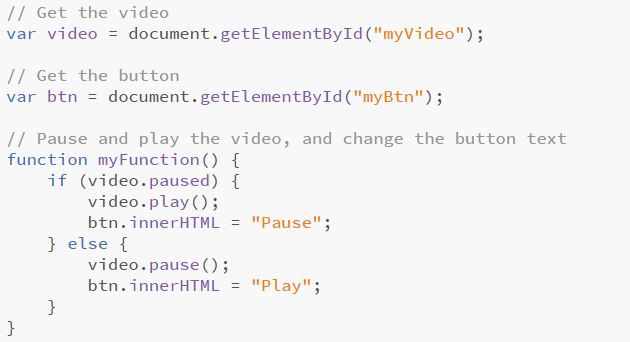 // Get the video
var video = document.getElementById("myVideo");
// Get the button
var btn = document.getElementById("myBtn");
// Pause and play the video, and change the button text
function myFunction() {
    if (video.paused) {
        video.play();
        btn.innerHTML = "Pause";
    } else {
        video.pause();
        btn.innerHTML = "Play";
    }
}